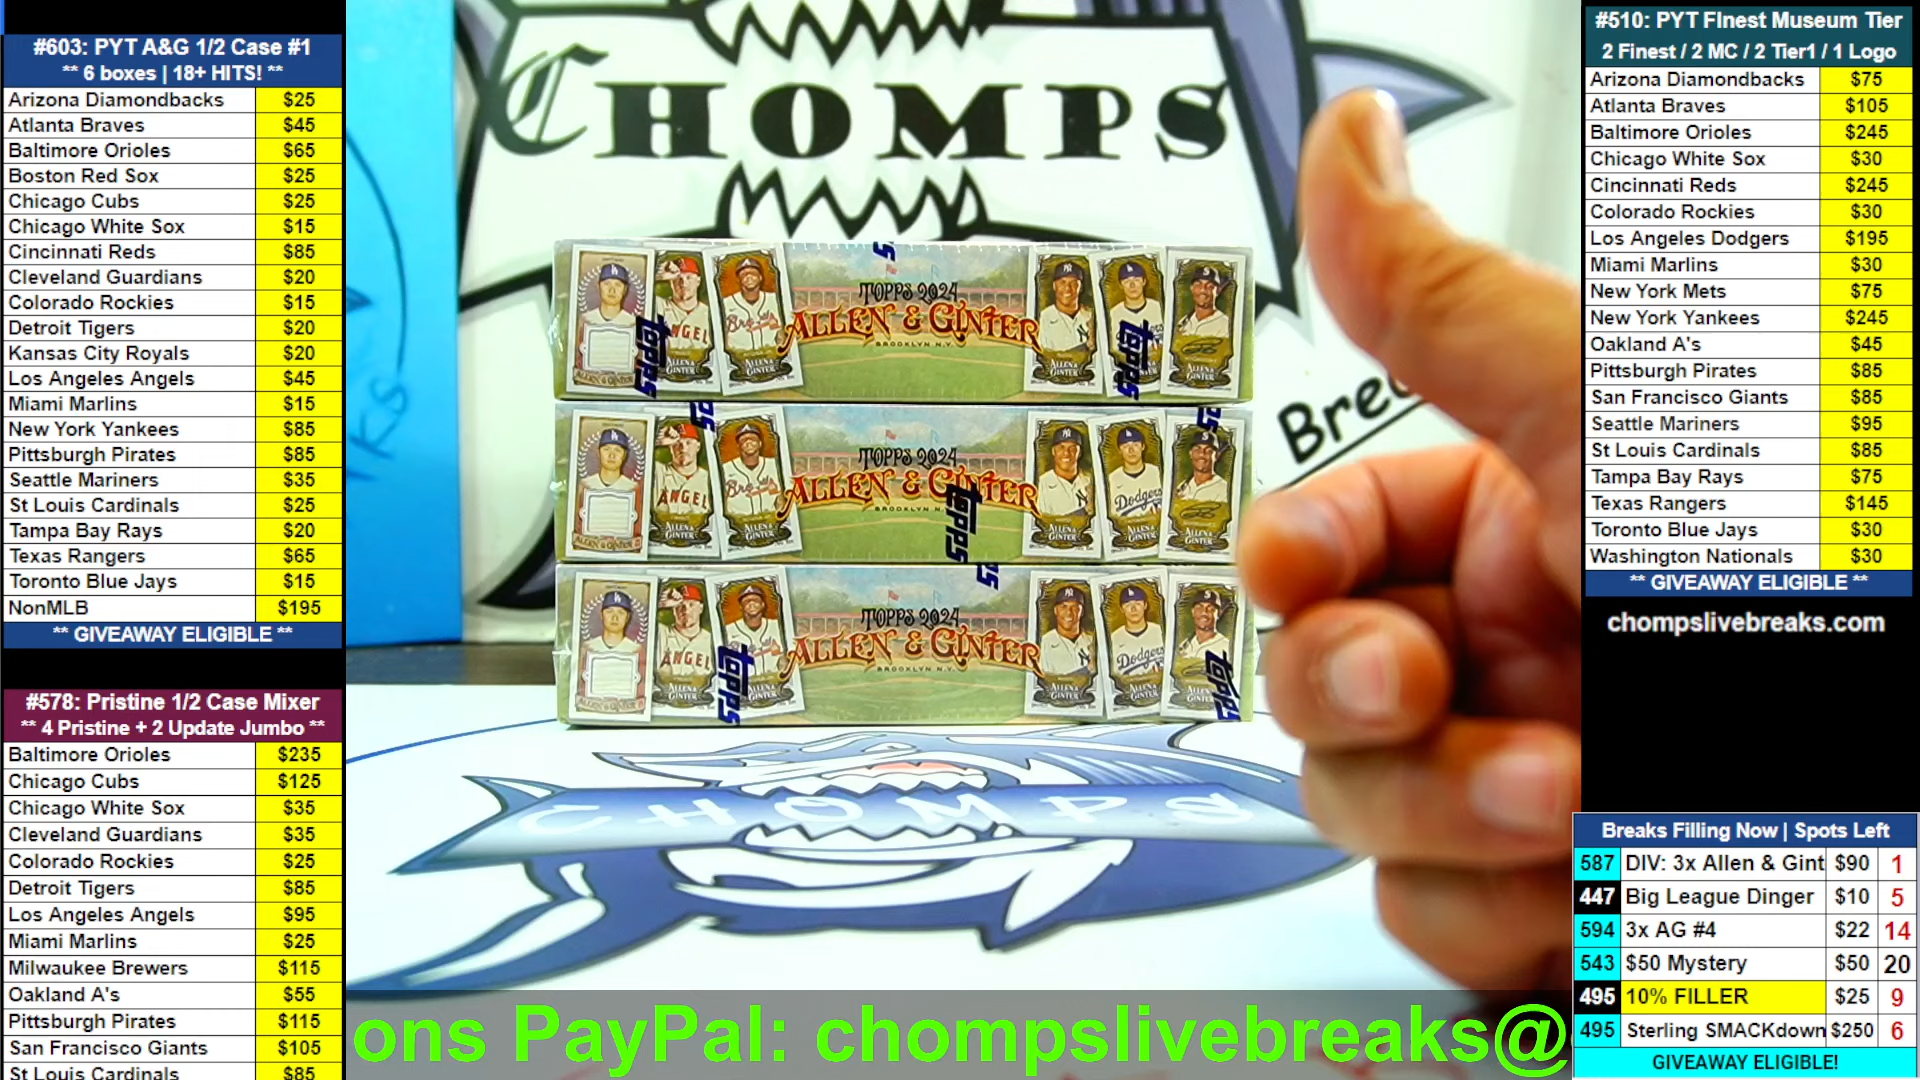 #603: PYT A&G 1/2 Case #1
** 6 boxes | 18+ HITS! **
Arizona Diamondbacks $25
Atlanta Braves $45
Baltimore Orioles $65
Boston Red Sox $25
Chicago Cubs $25
Chicago White Sox $15
Cincinnati Reds $85
Cleveland Guardians $20
Colorado Rockies $15
Detroit Tigers $20
Kansas City Royals $20
Los Angeles Angels $45
Miami Marlins $15
New York Yankees $85
Pittsburgh Pirates $85
Seattle Mariners $35
St Louis Cardinals $25
Tampa Bay Rays $20
Texas Rangers $65
Toronto Blue Jays $15
NonMLB $195
** GIVEAWAY ELIGIBLE **
#578: Pristine 1/2 Case Mixer
** 4 Pristine + 2 Update Jumbo **
Baltimore Orioles $235
Chicago Cubs $125
Chicago White Sox $35
Cleveland Guardians $35
Colorado Rockies $25
Detroit Tigers $85
Los Angeles Angels $95
Miami Marlins $25
Milwaukee Brewers $115
Oakland A's $55
Pittsburgh Pirates $115
San Francisco Giants $105
St Louis Cardinals $85
CHOMPS
TOPPS 2024
ALLEN & GINTER
BROOKLYN N.Y.
TOPPS 2024
ALLEN & GINTER
BROOKLYN N.
TOPPS 2024
ALLEN & GINTER
BROOKLYN N.Y.
topps
topps
topps
topps
topps
Brea
CHOMPS
ons PayPal: chompslivebreaks@
#510: PYT FInest Museum Tier
2 Finest / 2 MC / 2 Tier1 / 1 Logo
Arizona Diamondbacks $75
Atlanta Braves $105
Baltimore Orioles $245
Chicago White Sox $30
Cincinnati Reds $245
Colorado Rockies $30
Los Angeles Dodgers $195
Miami Marlins $30
New York Mets $75
New York Yankees $245
Oakland A's $45
Pittsburgh Pirates $85
San Francisco Giants $85
Seattle Mariners $95
St Louis Cardinals $85
Tampa Bay Rays $75
Texas Rangers $145
Toronto Blue Jays $30
Washington Nationals $30
** GIVEAWAY ELIGIBLE **
chompslivebreaks.com
Breaks Filling Now | Spots Left
587 DIV: 3x Allen & Gint $90 1
447 Big League Dinger $10 5
594 3x AG #4 $22 14
543 $50 Mystery $50 20
495 10% FILLER $25 9
495 Sterling SMACKdown $250 6
GIVEAWAY ELIGIBLE!